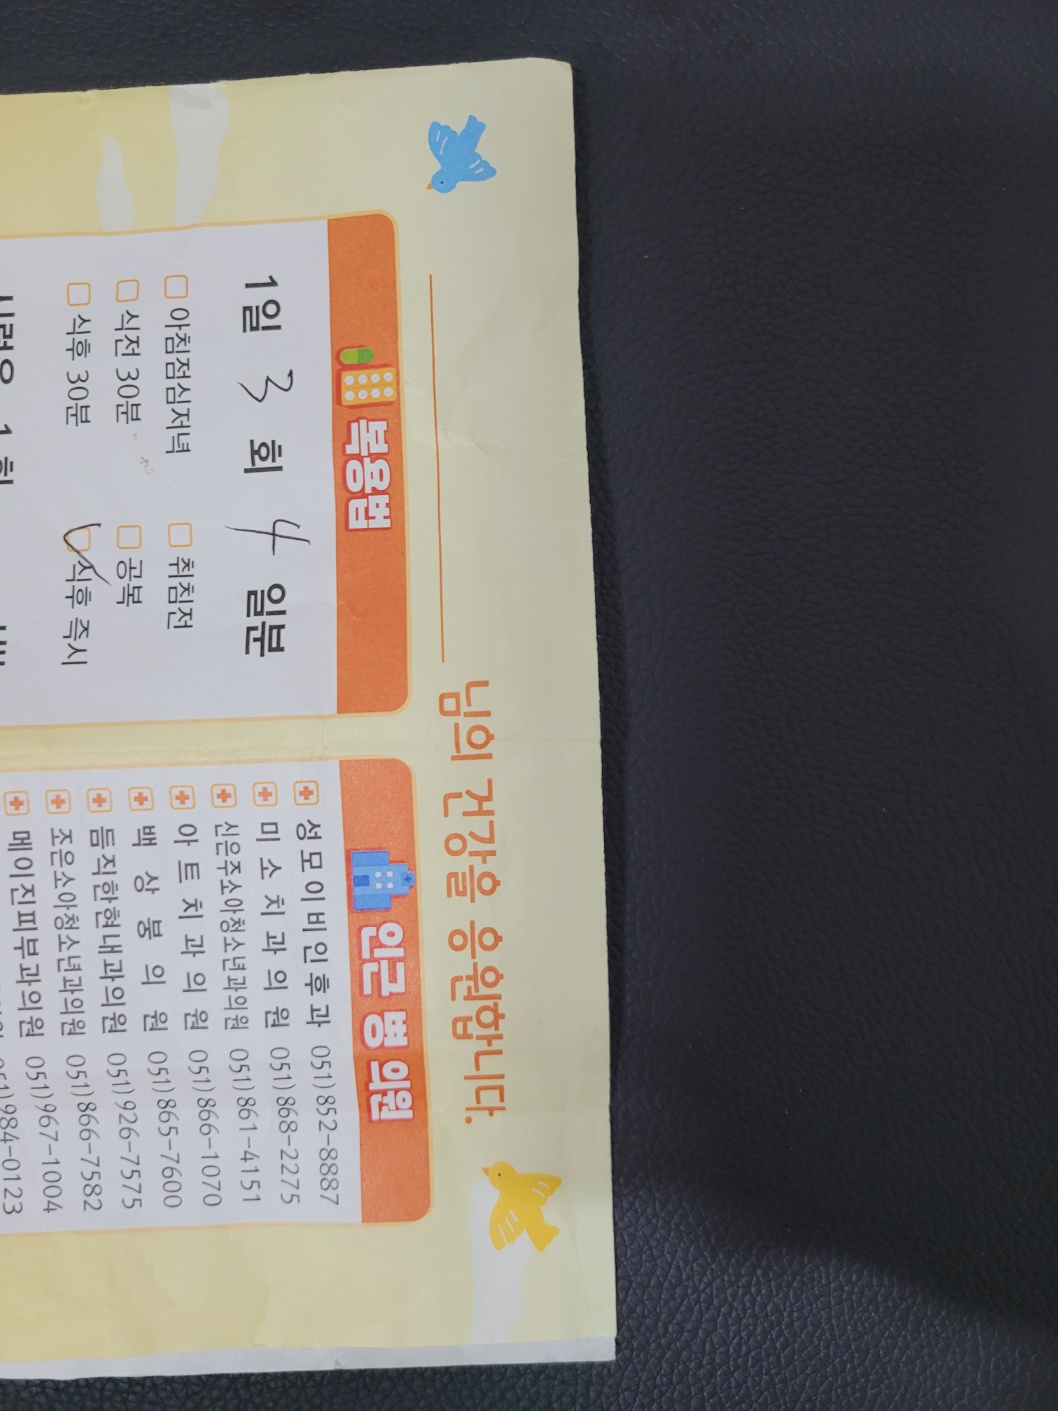 님의 건강을 응원합니다.
복용법
1일 3 회 4 일분
아침점심저녁 취침전
식전 30분 공복
식후 30분 식후 즉시
시럽은 1회
인근 병 의원
성모이비인후과 051)852-8887
미소치과의원 051)868-2275
신은주소아청소년과의원 051)861-4151
아트치과의원 051)866-1070
백상봉의원 051)865-7600
듬직한현내과의원 051)926-7575
조은소아청소년과의원 051)866-7582
메이진피부과의원 051)967-1004
051)984-0123